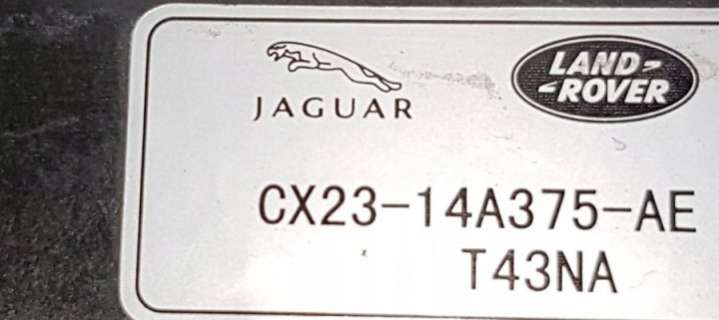 JAGUAR
LAND-
-ROVER
CX23-14A375-AE
T43NA